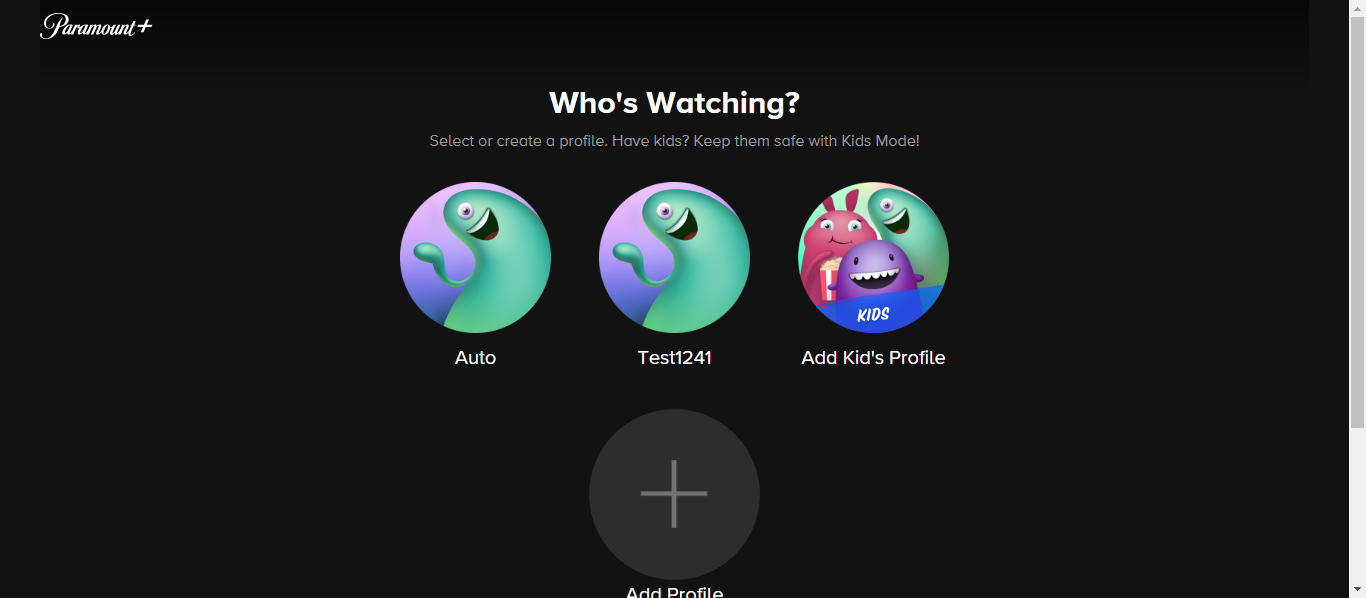 Paramount+
Who's Watching?
Select or create a profile. Have kids? Keep them safe with Kids Mode!
KIDS
Auto
Test1241
Add Kid's Profile
Add Profile